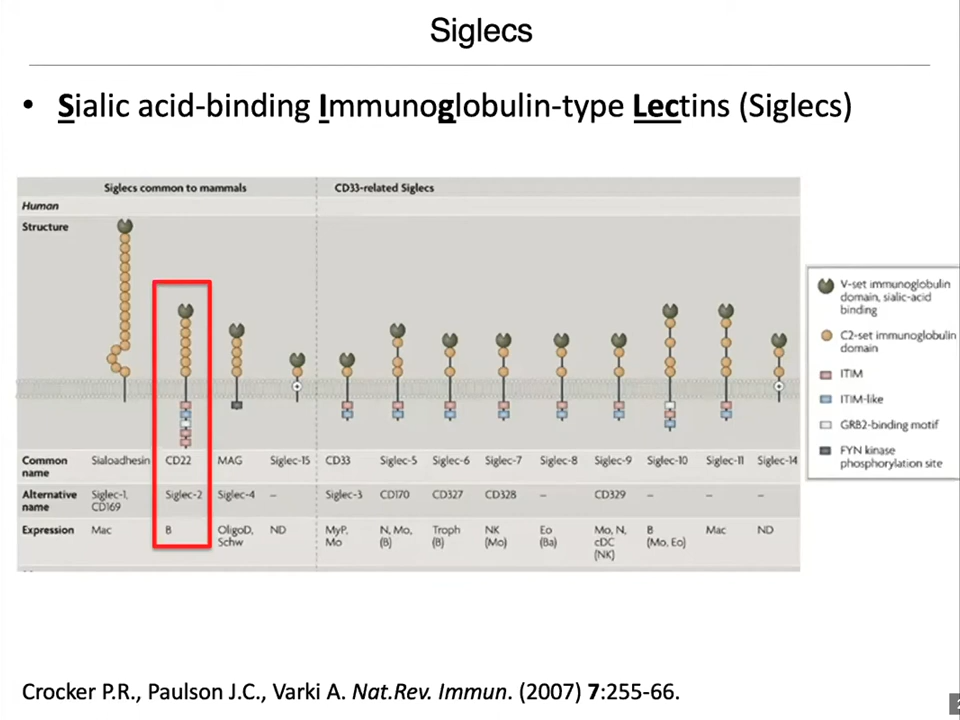 Siglecs
• Sialic acid-binding Immunoglobulin-type Lectins (Siglecs)
Siglecs common to mammals CD33-related Siglecs
Human
Structure
V-set immunoglobulin
domain, sialic-acid
binding
C2-set immunoglobulin
domain
ITIM
ITIM-like
GRB2-binding motif
FYN kinase
phosphorylation site
Common name Sialoadhesin CD22 MAG Siglec-15 CD33 Siglec-5 Siglec-6 Siglec-7 Siglec-8 Siglec-9 Siglec-10 Siglec-11 Siglec-14
Alternative name Siglec-1, CD169 Siglec-2 Siglec-4 – Siglec-3 CD170 CD327 CD328 – CD329 – – –
Expression Mac B OligoD, Schw ND MyP, Mo N, Mo, (B) Troph (B) NK (Mo) Eo (Ba) Mo, N, cDC (NK) B (Mo, Eo) Mac ND
Crocker P.R., Paulson J.C., Varki A. Nat.Rev. Immun. (2007) 7:255-66.